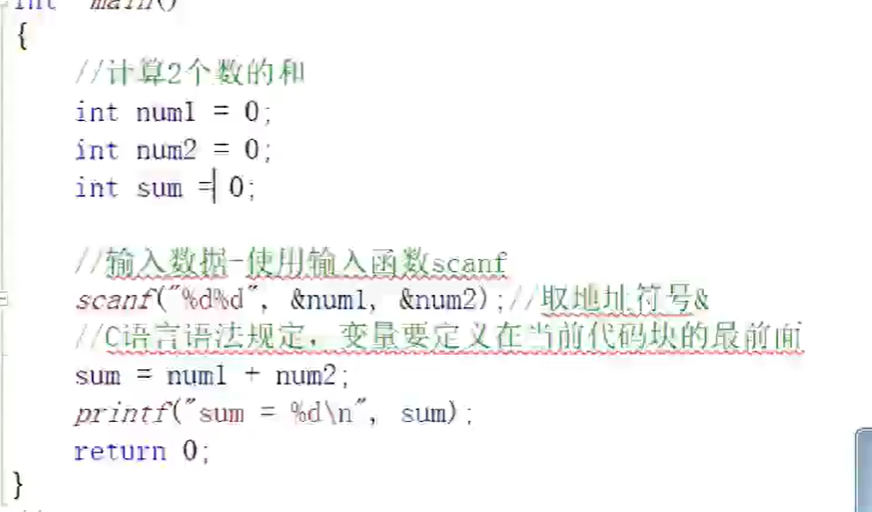 int main()
{
//计算2个数的和
int num1 = 0;
int num2 = 0;
int sum = 0;
//输入数据-使用输入函数scanf
scanf("%d%d", &num1, &num2);//取地址符号&
//C语言语法规定，变量要定义在当前代码块的最前面
sum = num1 + num2;
printf("sum = %d\n", sum);
return 0;
}